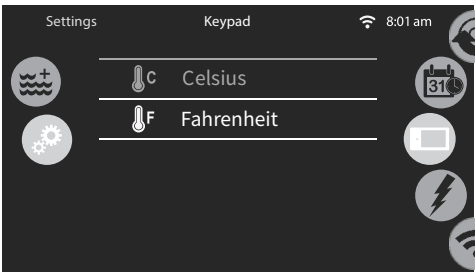 Settings
Keypad
8:01 am
C Celsius
F Fahrenheit
31